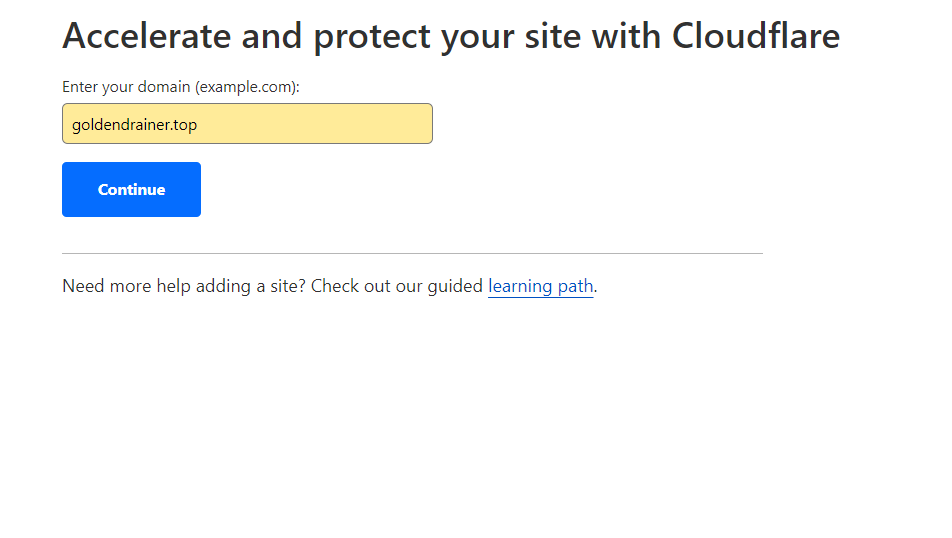 Accelerate and protect your site with Cloudflare
Enter your domain (example.com):
goldendrainer.top
Continue
Need more help adding a site? Check out our guided learning path.